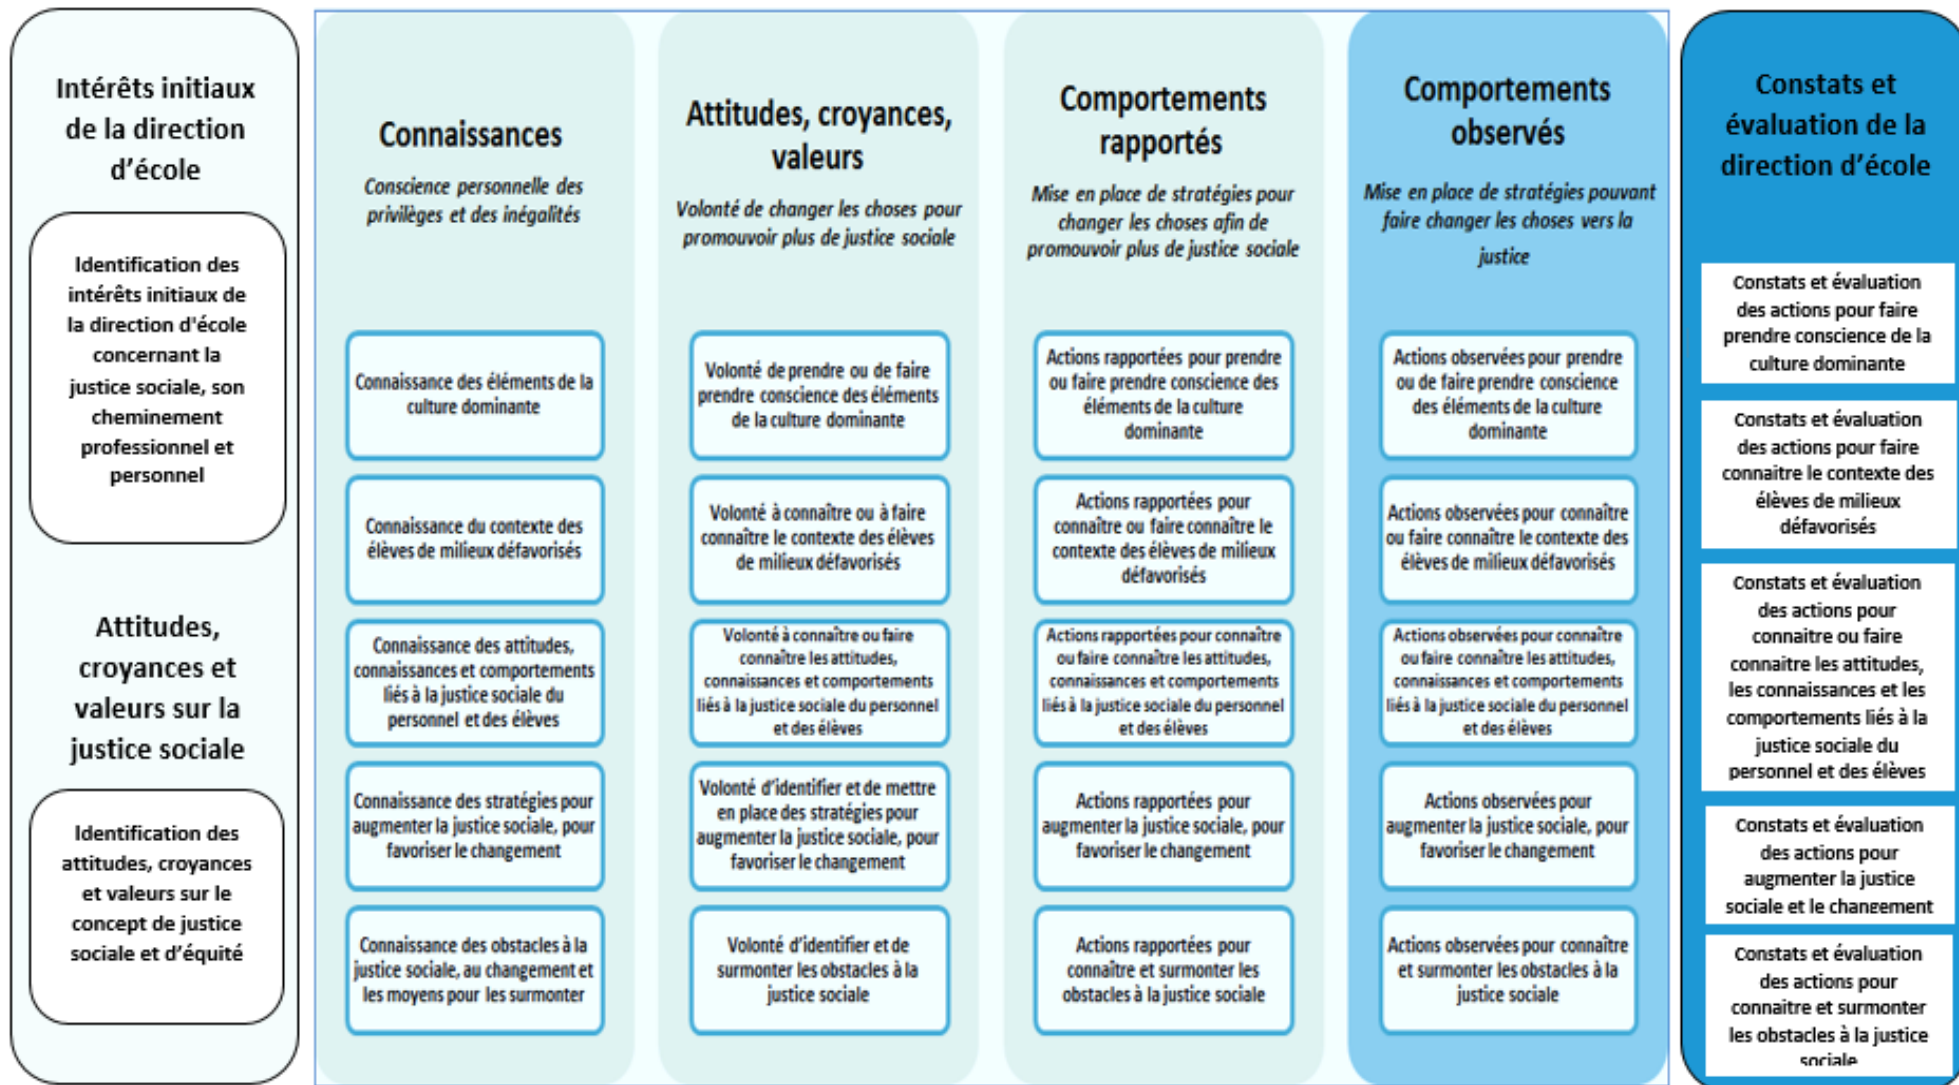 Intérêts initiaux
de la direction
d’école
Identification des
intérêts initiaux de
la direction d'école
concernant la
justice sociale, son
cheminement
professionnel et
personnel
Attitudes,
croyances et
valeurs sur la
justice sociale
Identification des
attitudes, croyances
et valeurs sur le
concept de justice
sociale et d’équité
Connaissances
Conscience personnelle des
privilèges et des inégalités
Connaissance des éléments de la
culture dominante
Connaissance du contexte des
élèves de milieux défavorisés
Connaissance des attitudes,
connaissances et comportements
liés à la justice sociale du
personnel et des élèves
Connaissance des stratégies pour
augmenter la justice sociale, pour
favoriser le changement
Connaissance des obstacles à la
justice sociale, au changement et
les moyens pour les surmonter
Attitudes, croyances,
valeurs
Volonté de changer les choses pour
promouvoir plus de justice sociale
Volonté de prendre ou de faire
prendre conscience des éléments
de la culture dominante
Volonté à connaître ou à faire
connaître le contexte des élèves
de milieux défavorisés
Volonté à connaître ou faire
connaître les attitudes,
connaissances et comportements
liés à la justice sociale du personnel
et des élèves
Volonté d’identifier et de mettre
en place des stratégies pour
augmenter la justice sociale, pour
favoriser le changement
Volonté d’identifier et de
surmonter les obstacles à la
justice sociale
Comportements
rapportés
Mise en place de stratégies pour
changer les choses afin de
promouvoir plus de justice sociale
Actions rapportées pour prendre
ou faire prendre conscience des
éléments de la culture
dominante
Actions rapportées pour
connaître ou faire connaître le
contexte des élèves de milieux
défavorisés
Actions rapportées pour connaître
ou faire connaître les attitudes,
connaissances et comportements
liés à la justice sociale du personnel
et des élèves
Actions rapportées pour
augmenter la justice sociale, pour
favoriser le changement
Actions rapportées pour
connaître et surmonter les
obstacles à la justice sociale
Comportements
observés
Mise en place de stratégies pouvant
faire changer les choses vers la
justice
Actions observées pour prendre
ou de faire prendre conscience
des éléments de la culture
dominante
Actions observées pour connaître
ou faire connaître le contexte des
élèves de milieux défavorisés
Actions observées pour connaître
ou faire connaître les attitudes,
connaissances et comportements
liés à la justice sociale du personnel
et des élèves
Actions observées pour
augmenter la justice sociale, pour
favoriser le changement
Actions observées pour connaître
et surmonter les obstacles à la
justice sociale
Constats et
évaluation de la
direction d’école
Constats et évaluation
des actions pour faire
prendre conscience de la
culture dominante
Constats et évaluation
des actions pour faire
connaitre le contexte des
élèves de milieux
défavorisés
Constats et évaluation
des actions pour
connaitre ou faire
connaitre les attitudes,
les connaissances et les
comportements liés à la
justice sociale du
personnel et des élèves
Constats et évaluation
des actions pour
augmenter la justice
sociale et le changement
Constats et évaluation
des actions pour
connaitre et surmonter
les obstacles à la justice
sociale